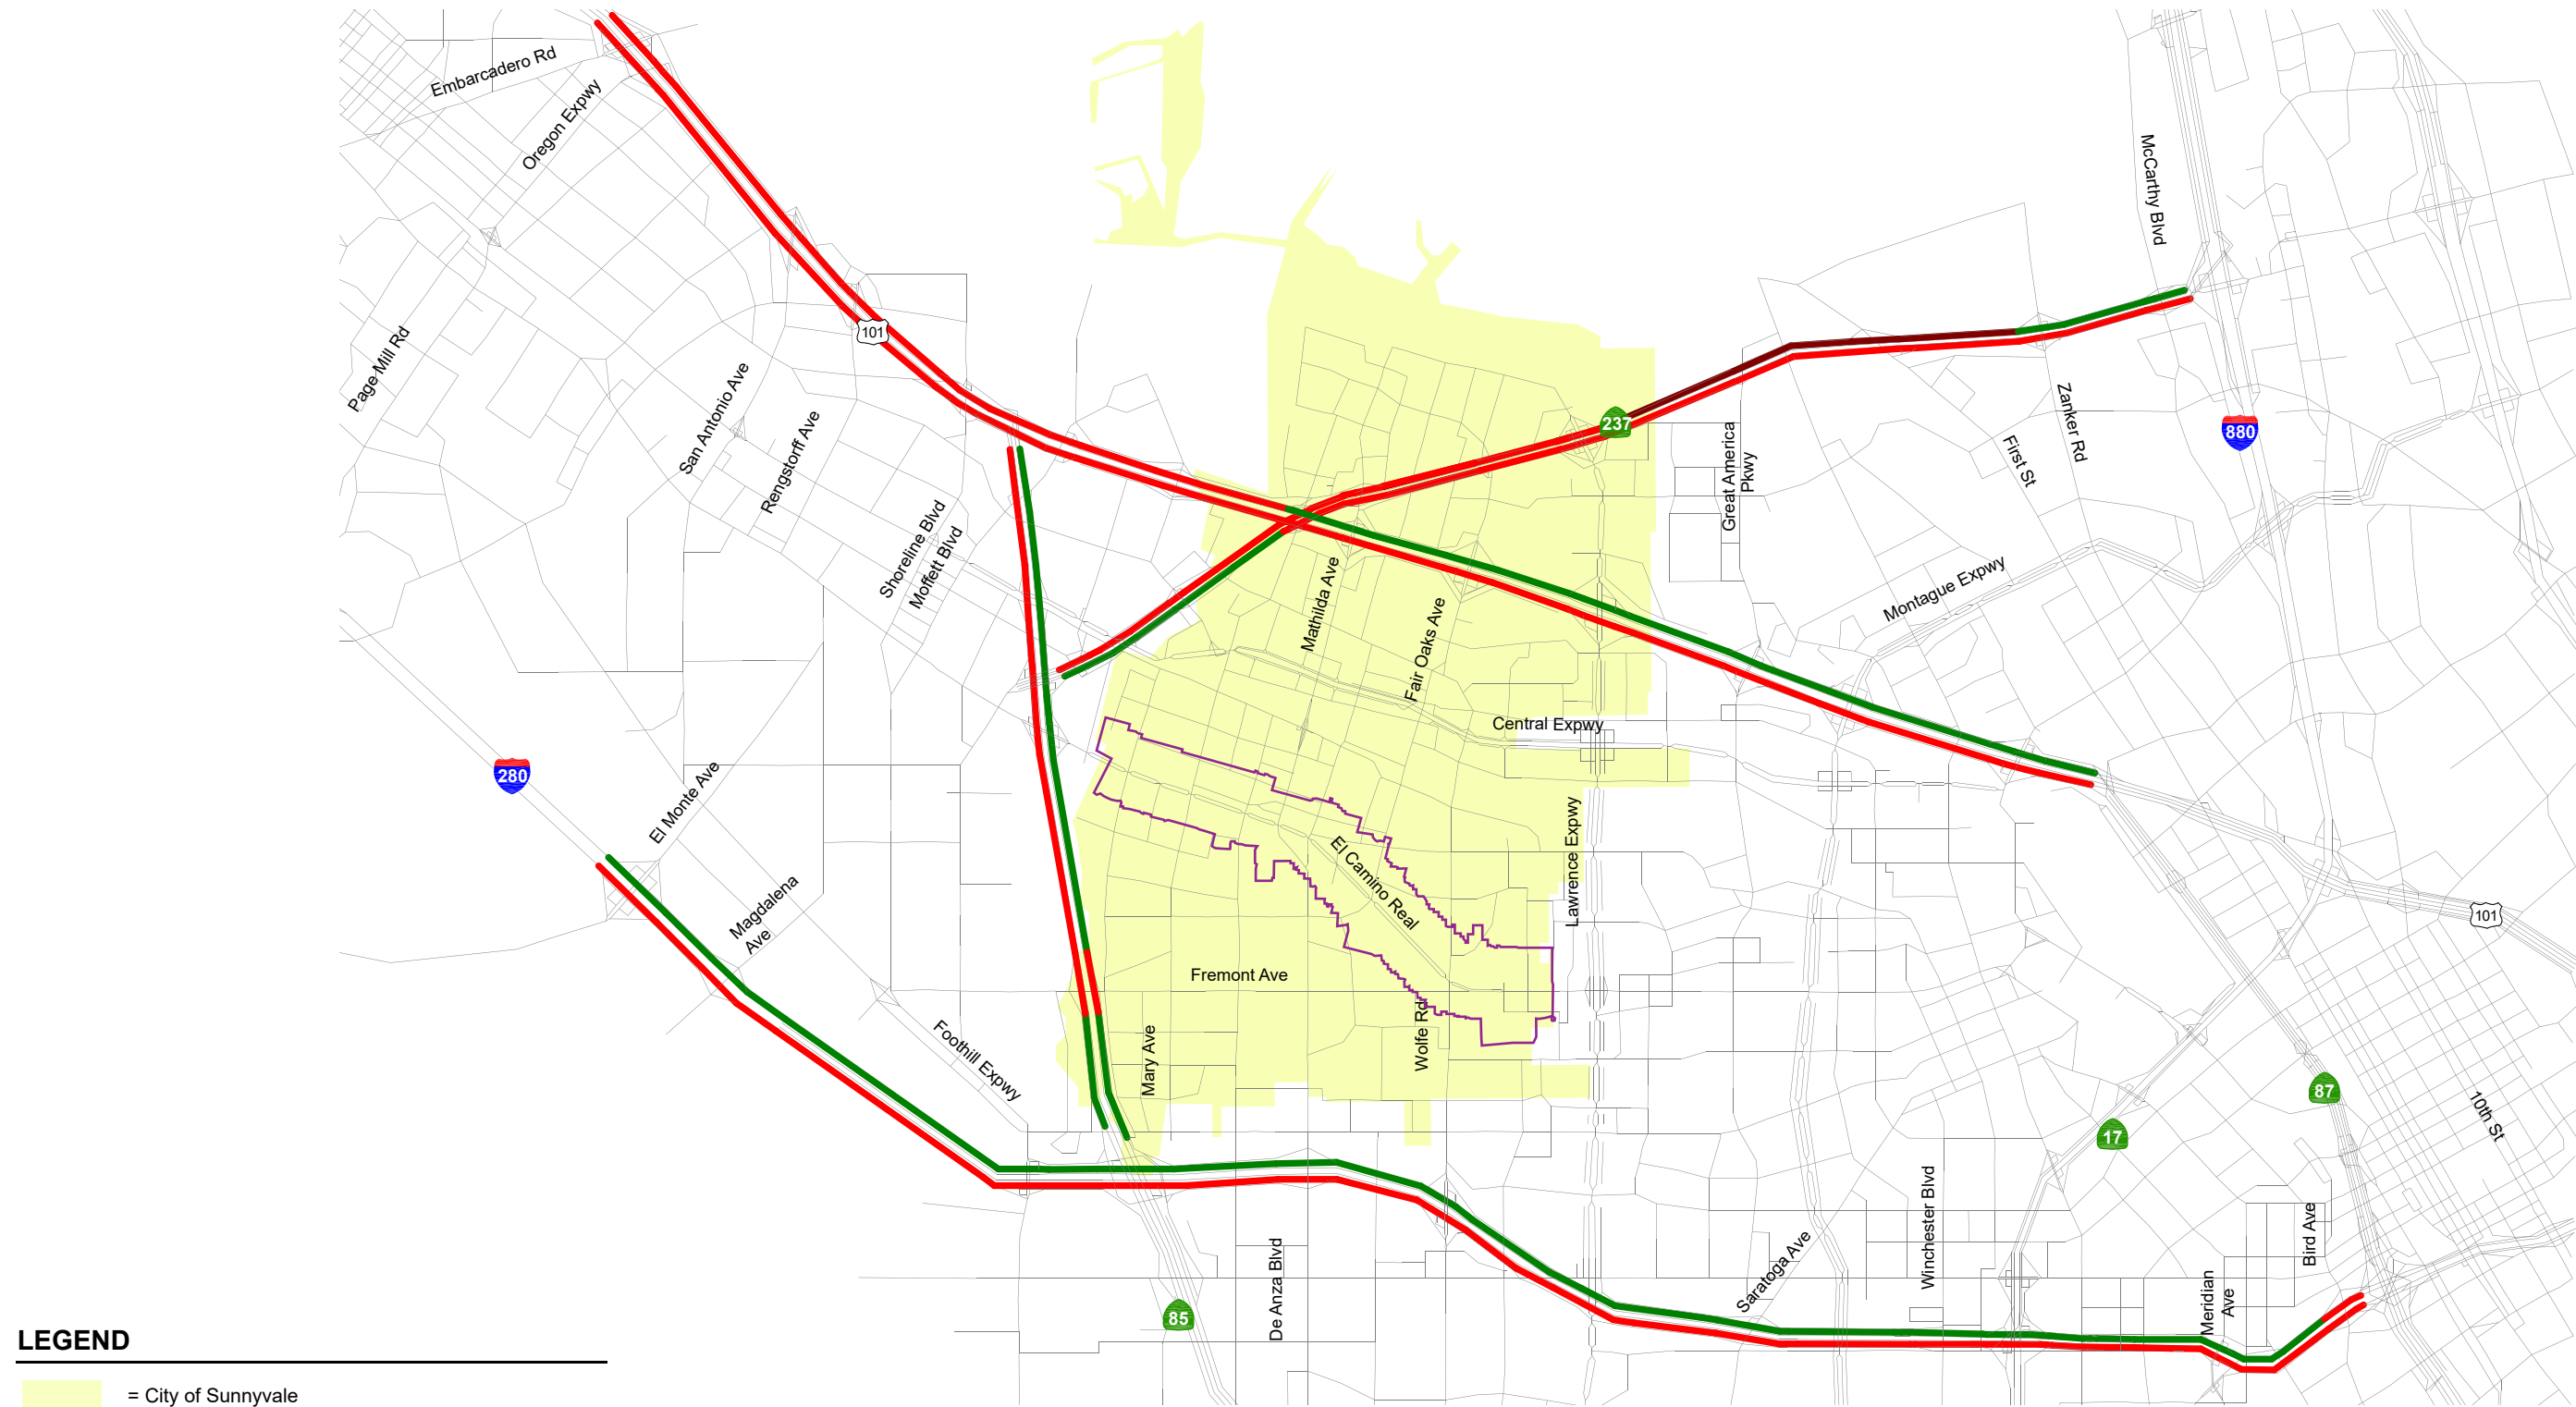 Embarcadero Rd
Oregon Expwy
McCarthy Blvd
101
Page Mill Rd
San Antonio Ave
Rengstorff Ave
237
880
Great America
Pkwy
First St
Zanker Rd
Shoreline Blvd
Moffett Blvd
Mathilda Ave
Fair Oaks Ave
Montague Expwy
Central Expwy
280
El Monte Ave
Lawrence Expwy
El Camino Real
Magdalena
Ave
101
Fremont Ave
Foothill Expwy
Mary Ave
Wolfe Rd
87
10th St
17
Winchester Blvd
Bird Ave
Saratoga Ave
De Anza Blvd
Meridian
Ave
85
LEGEND
= City of Sunnyvale